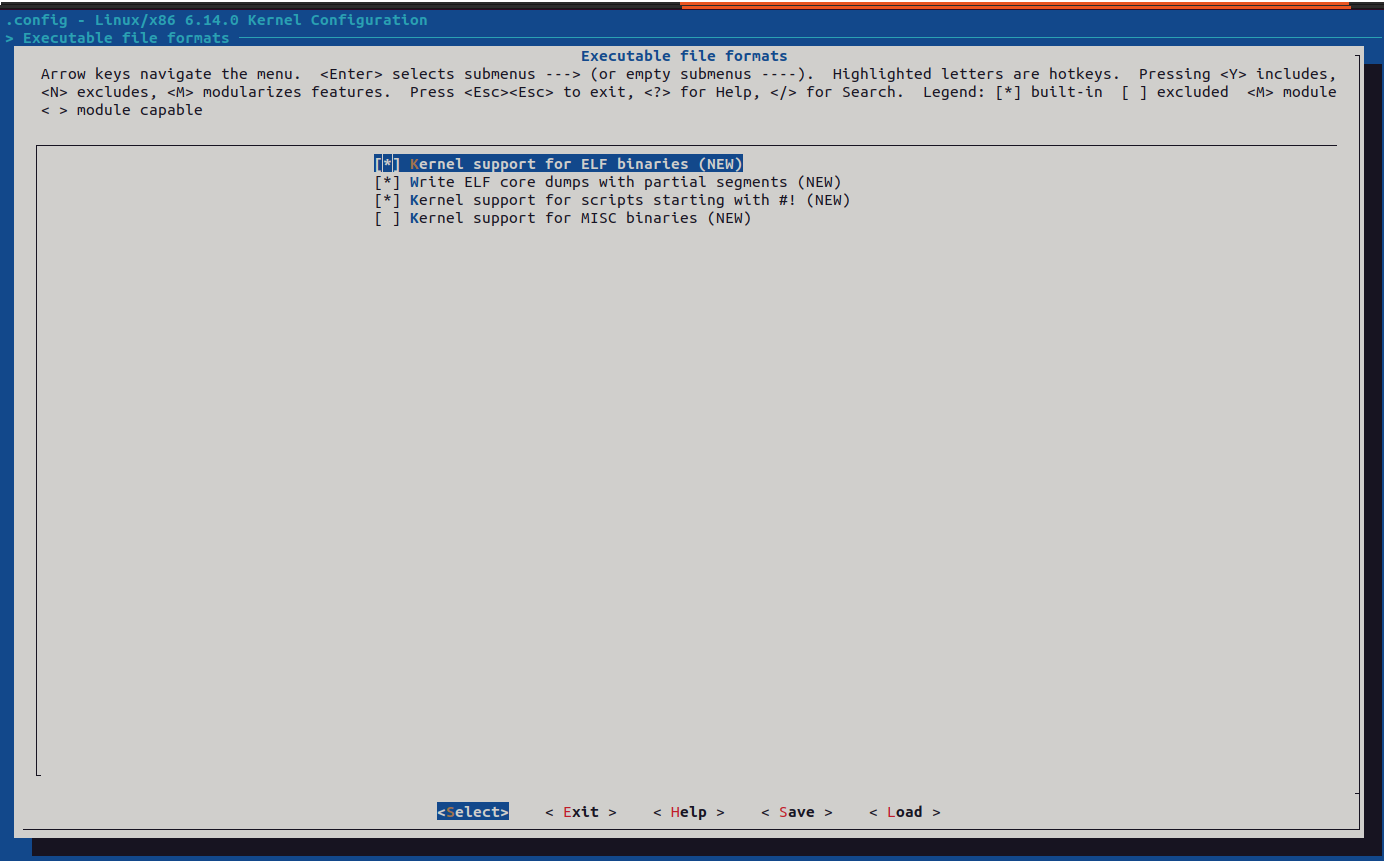 .config - Linux/x86 6.14.0 Kernel Configuration
> Executable file formats
Executable file formats
Arrow keys navigate the menu.  <Enter> selects submenus ---> (or empty submenus ----).  Highlighted letters are hotkeys.  Pressing <Y> includes,
<N> excludes, <M> modularizes features.  Press <Esc><Esc> to exit, <?> for Help, </> for Search.  Legend: [*] built-in  [ ] excluded  <M> module
< > module capable
[*] Kernel support for ELF binaries (NEW)
[*] Write ELF core dumps with partial segments (NEW)
[*] Kernel support for scripts starting with #! (NEW)
[ ] Kernel support for MISC binaries (NEW)
<Select>    < Exit >    < Help >    < Save >    < Load >